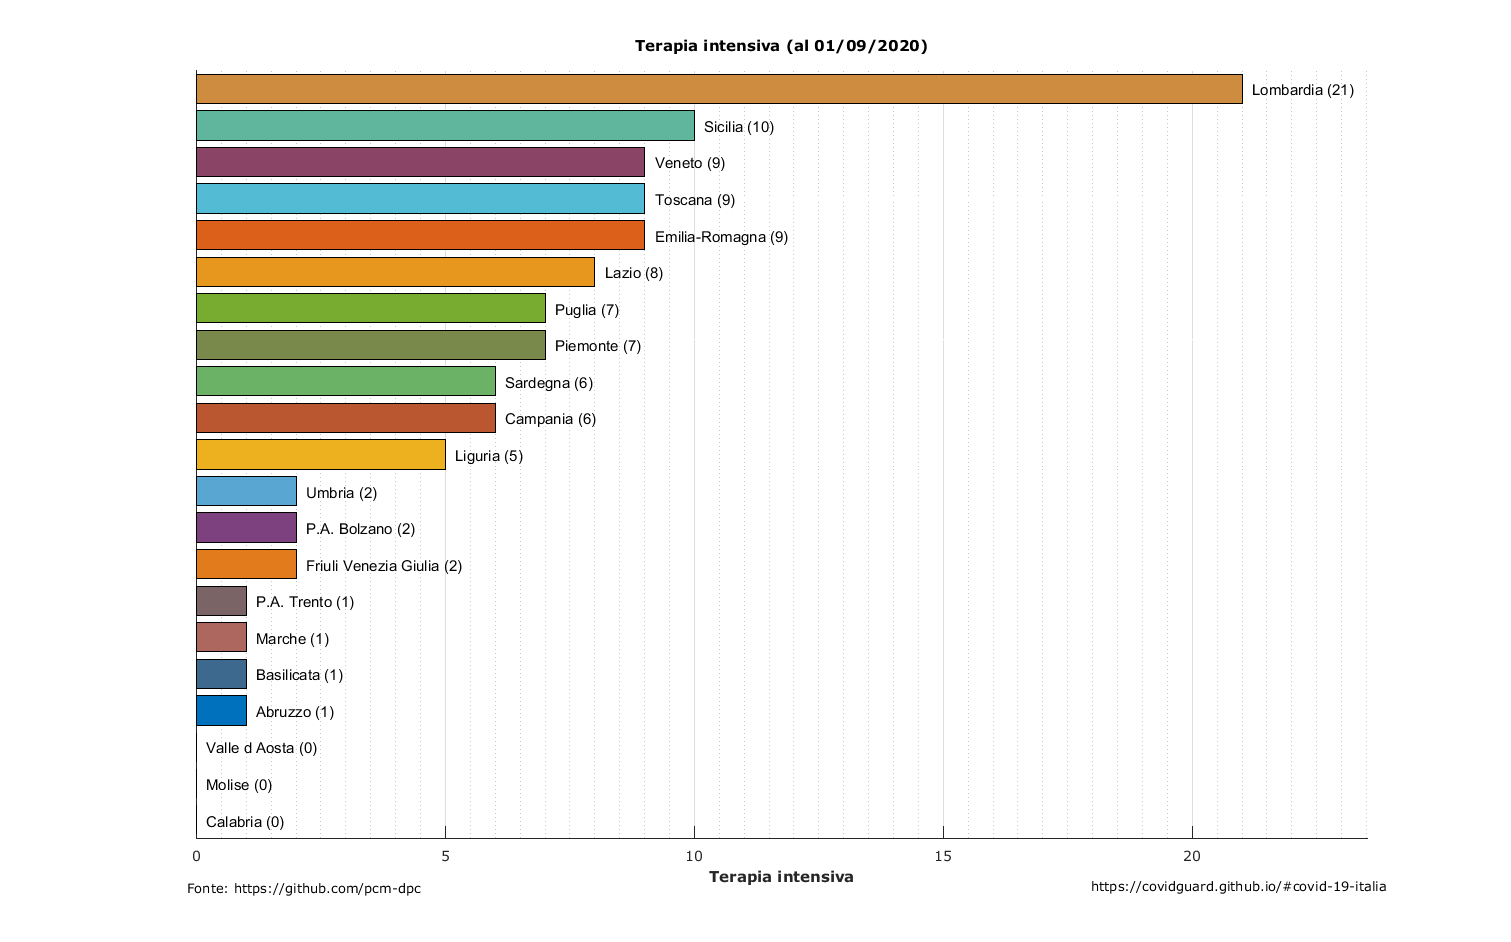 Terapia intensiva (al 01/09/2020)
Lombardia (21)
Sicilia (10)
Veneto (9)
Toscana (9)
Emilia-Romagna (9)
Lazio (8)
Puglia (7)
Piemonte (7)
Sardegna (6)
Campania (6)
Liguria (5)
Umbria (2)
P.A. Bolzano (2)
Friuli Venezia Giulia (2)
P.A. Trento (1)
Marche (1)
Basilicata (1)
Abruzzo (1)
Valle d Aosta (0)
Molise (0)
Calabria (0)
0 5 10 15 20
Terapia intensiva
Fonte: https://github.com/pcm-dpc
https://covidguard.github.io/#covid-19-italia